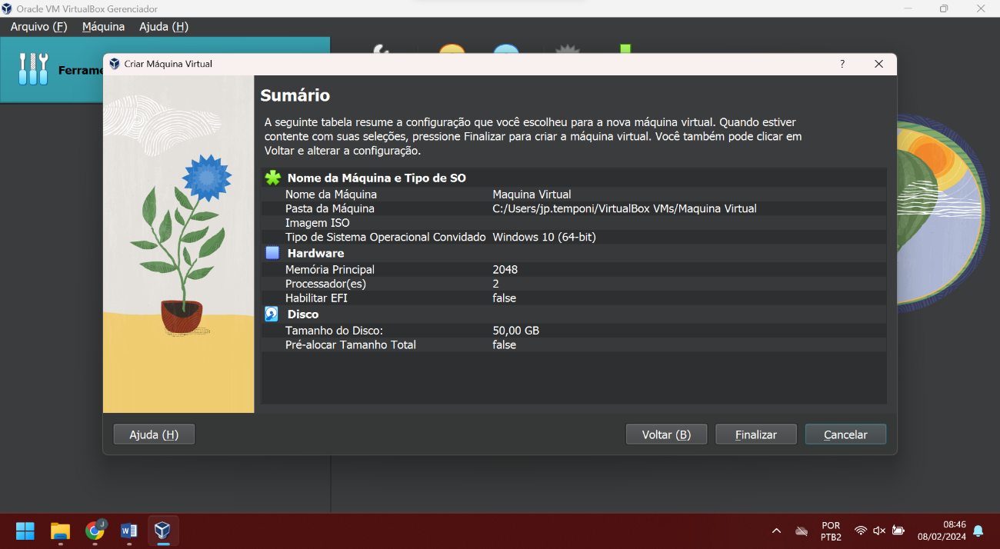 Oracle VM VirtualBox Gerenciador
Arquivo (F) Máquina Ajuda (H)
Ferrame
Criar Máquina Virtual
?
Sumário
A seguinte tabela resume a configuração que você escolheu para a nova máquina virtual. Quando estiver
contente com suas seleções, pressione Finalizar para criar a máquina virtual. Você também pode clicar em
Voltar e alterar a configuração.
Nome da Máquina e Tipo de SO
Nome da Máquina Maquina Virtual
Pasta da Máquina C:/Users/jp.temponi/VirtualBox VMs/Maquina Virtual
Imagem ISO
Tipo de Sistema Operacional Convidado Windows 10 (64-bit)
Hardware
Memória Principal 2048
Processador(es) 2
Habilitar EFI false
Disco
Tamanho do Disco: 50,00 GB
Pré-alocar Tamanho Total false
Ajuda (H) Voltar (B) Finalizar Cancelar
J
W
POR
PTB2
08:46
08/02/2024